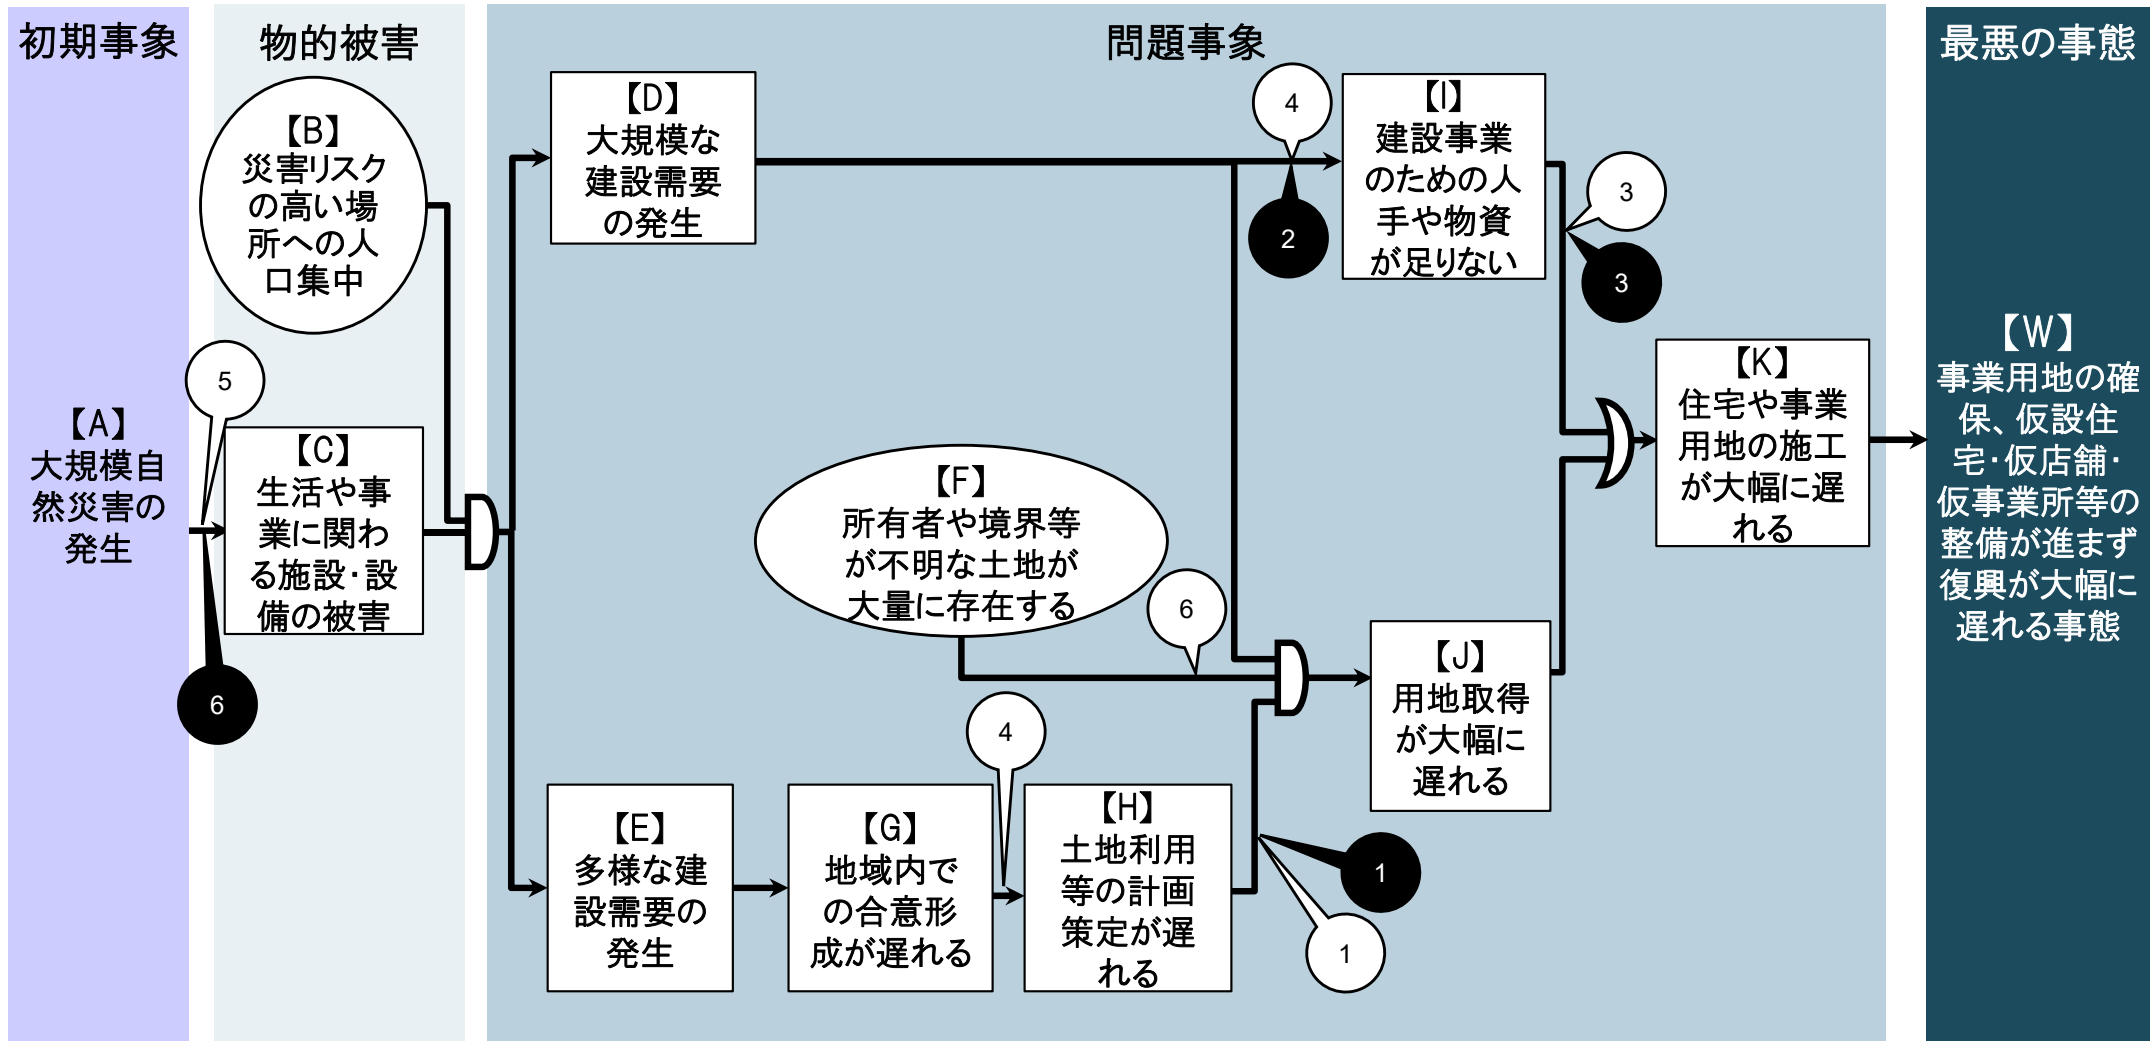 初期事象
物的被害
問題事象
最悪の事態
【A】
大規模自
然災害の
発生
【B】
災害リスク
の高い場
所への人
口集中
5
【C】
生活や事
業に関わ
る施設・設
備の被害
6
【D】
大規模な
建設需要
の発生
4
2
【I】
建設事業
のための人
手や物資
が足りない
3
3
【F】
所有者や境界等
が不明な土地が
大量に存在する
6
【E】
多様な建
設需要の
発生
【G】
地域内で
の合意形
成が遅れる
4
【H】
土地利用
等の計画
策定が遅
れる
1
1
【J】
用地取得
が大幅に
遅れる
【K】
住宅や事業
用地の施工
が大幅に遅
れる
【W】
事業用地の確
保、仮設住
宅・仮店舗・
仮事業所等の
整備が進まず
復興が大幅に
遅れる事態